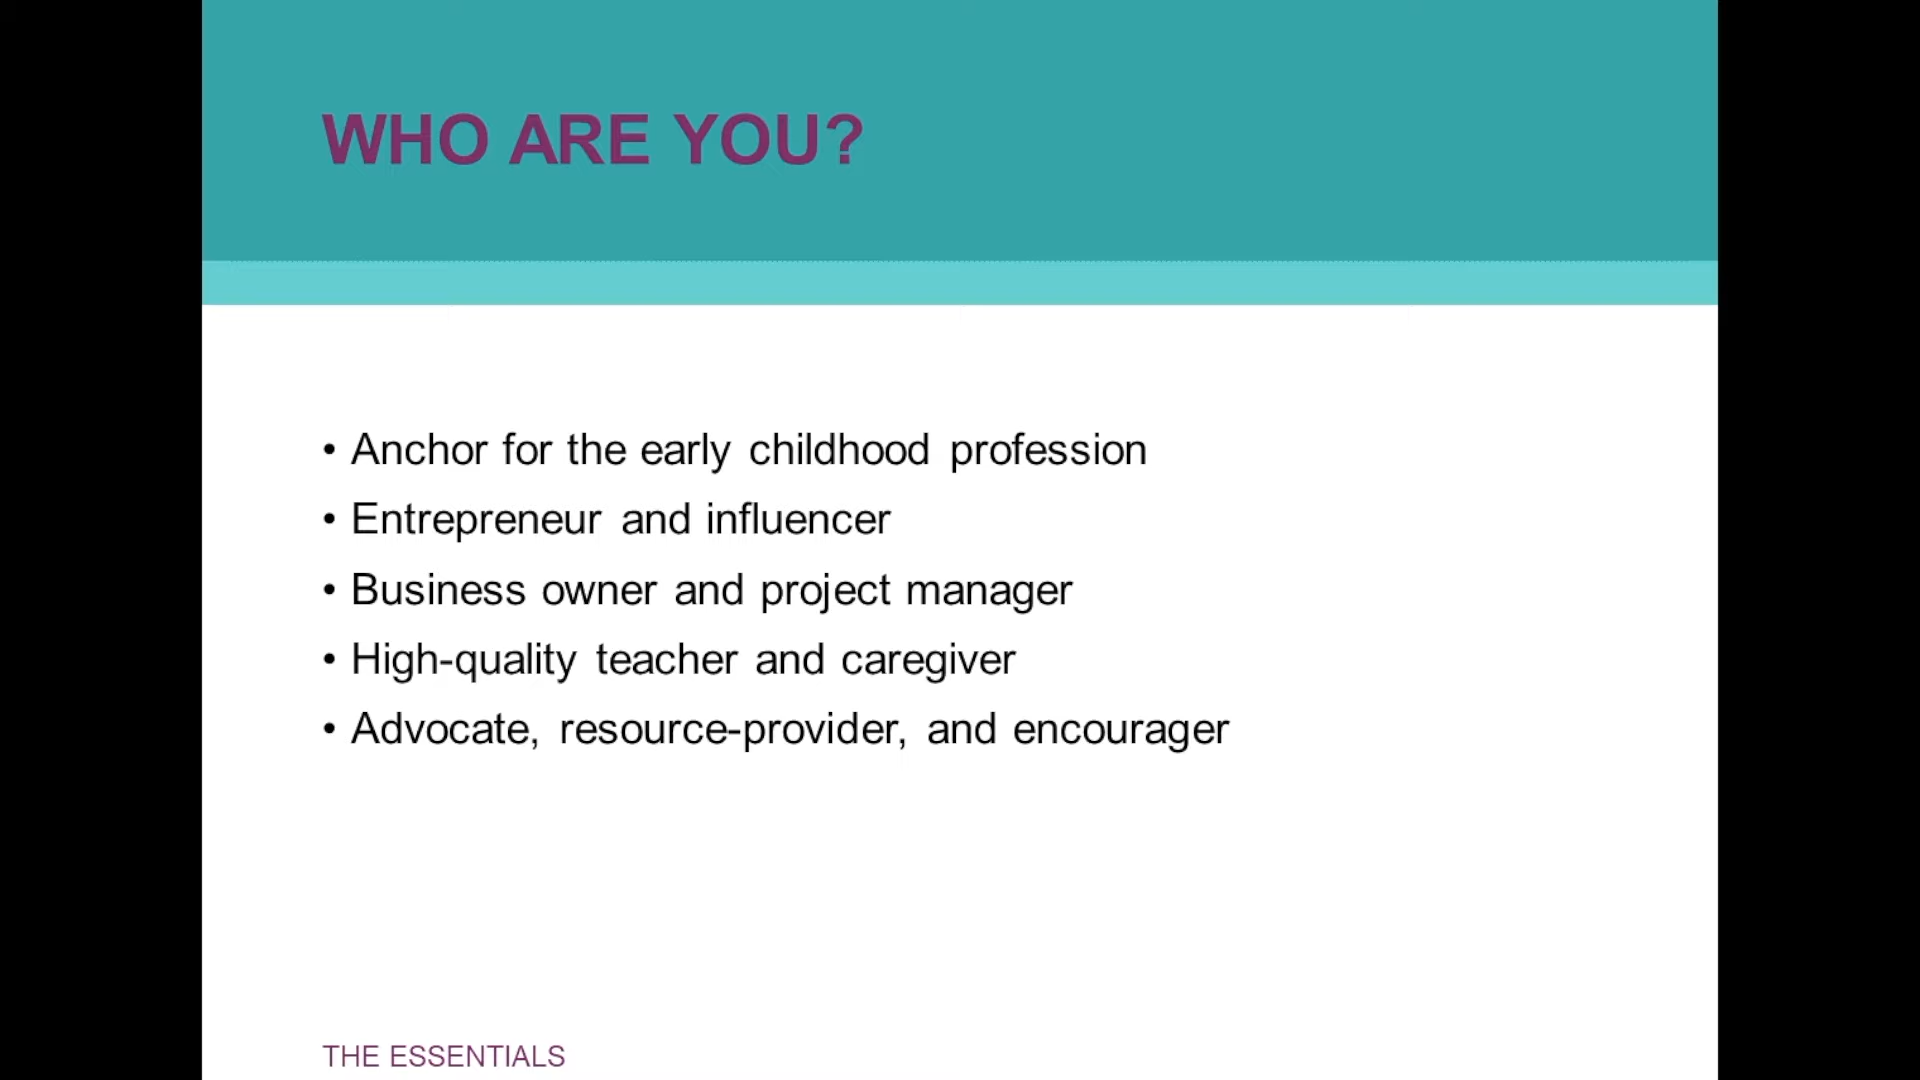 WHO ARE YOU?
• Anchor for the early childhood profession
• Entrepreneur and influencer
• Business owner and project manager
• High-quality teacher and caregiver
• Advocate, resource-provider, and encourager
THE ESSENTIALS